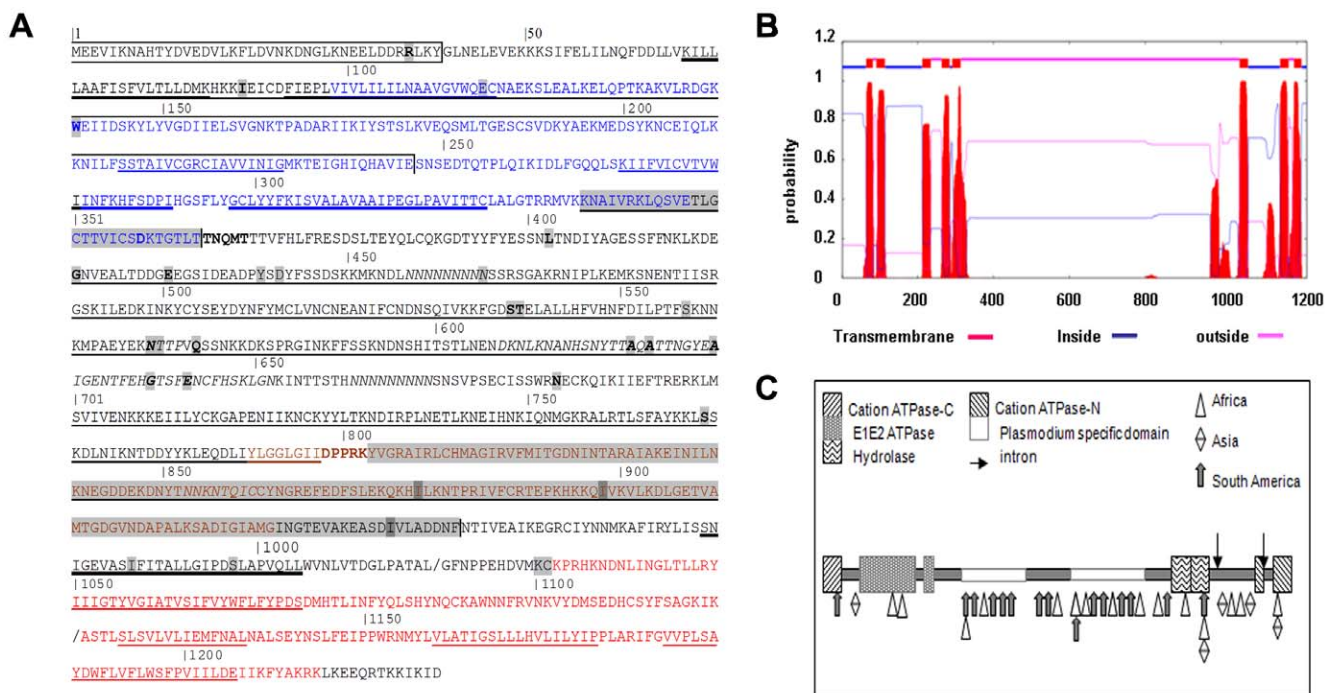 A
|1 |50
MEEVIKNAHTYDVEDVLKFLDVNKDNGLKNEELDDRRLKYGLNELEVEKKKSIFELILNQFDDLLVKILL
|100
LAAFISFVLTLLDMKHKKIEICDFIEPLVIVLILILNAAVGVWQECNAEKSLEALKELQPTKAKVLRDGK
|150 |200
WEIIDSKYLYVGDIIELSVGNKTPADARIIKIYSTSLKVEQSMLTGESCSVDKYAEKMEDSYKNCEIQLK
|250
KNILFSSTAIVCGRCIAVVINIGMKTEIGHIQHAVIESNSEDTQTPLQIKIDLFGQQLSKIIFVICVTVW
|300
IINFKHFSDPIHGSFLYGCLYYFKISVALAVAAIPEGLPAVITTCLALGTRRMVKKNAIVRKLQSVETLG
|351 |400
CTTVICSDKTGTLTTNQMTTTVFHLFRESDSLTEYQLCQKGDTYYFYESSNLTNDIYAGESSFFNKLKDE
|450
GNVEALTDDGEEGSIDEADPYSDYFSSDSKKMKNDLNNNNNNNNNSSRSGAKRNIPLKEMKSNENTIISR
|500 |550
GSKILEDKINKYCYSEYDYNFYMCLVNCNEANIFCNDNSQIVKKFGDSTELALLHFVHNFDILPTFSKNN
|600
KMPAEYEKNTTPVQSSNKKDKSPRGINKFFSSKNDNSHITSTLNENDKNLKNANHSNYTTAQATTNGYEA
|650
IGENTFEHGTSFENCFHSKLGNKINTTSTHNNNNNNNNNNSNSVPSECISSWRNECKQIKIIEFTRERKLM
|701 |750
SVIVENKKKEIILYCKGAPENIIKNCKYYLTKNDIRPLNETLKNEIHNKIQNMGKRALRTLSFAYKKLSS
|800
KDLNIKNTDDYYKLEQDLIYLGGLGIIDPPRKYVGRAIRLCHMAGIRVFMITGDNINTARAIAKEINILN
|850 |900
KNEGDDEKDNYTNNKNTQICCYNGREFEDFSLEKQKHILKNTPRIVFCRTEPKHKKQIVKVLKDLGETVA
MTGDGVNDAPALKSADIGIAMGINGTEVAKEASDIVLADDNFNTIVEAIKEGRCIYNNMKAFIRYLISSN
|1000
IGEVASIFITALLGIPDSLAPVQLLWVNLVTDGLPATAL/GFNPPEHDVMKCKPRHKNDNLINGLTLLRY
|1050 |1100
IIIGTYVGIATVSIFVYWFLFYPDSDMHTLINFYQLSHYNQCKAWNNFRVNKVYDMSEDHCSYFSAGKIK
|1150
/ASTLSLSVLVLIEMFNALNALSEYNSLFEIPPWRNMYLVLATIGSLLLHVLILYIPPLARIFGVVPLSA
|1200
YDWFLVFLWSFPVIILDEIIKFYAKRKLKEEQRTKKIKID
B
1.2
1
0.8
0.6
0.4
0.2
0
probability
0 200 400 600 800 1000 1200
Transmembrane Inside outside
C
Cation ATPase-C Cation ATPase-N Africa
E1E2 ATPase Plasmodium specific domain Asia
Hydrolase intron South America